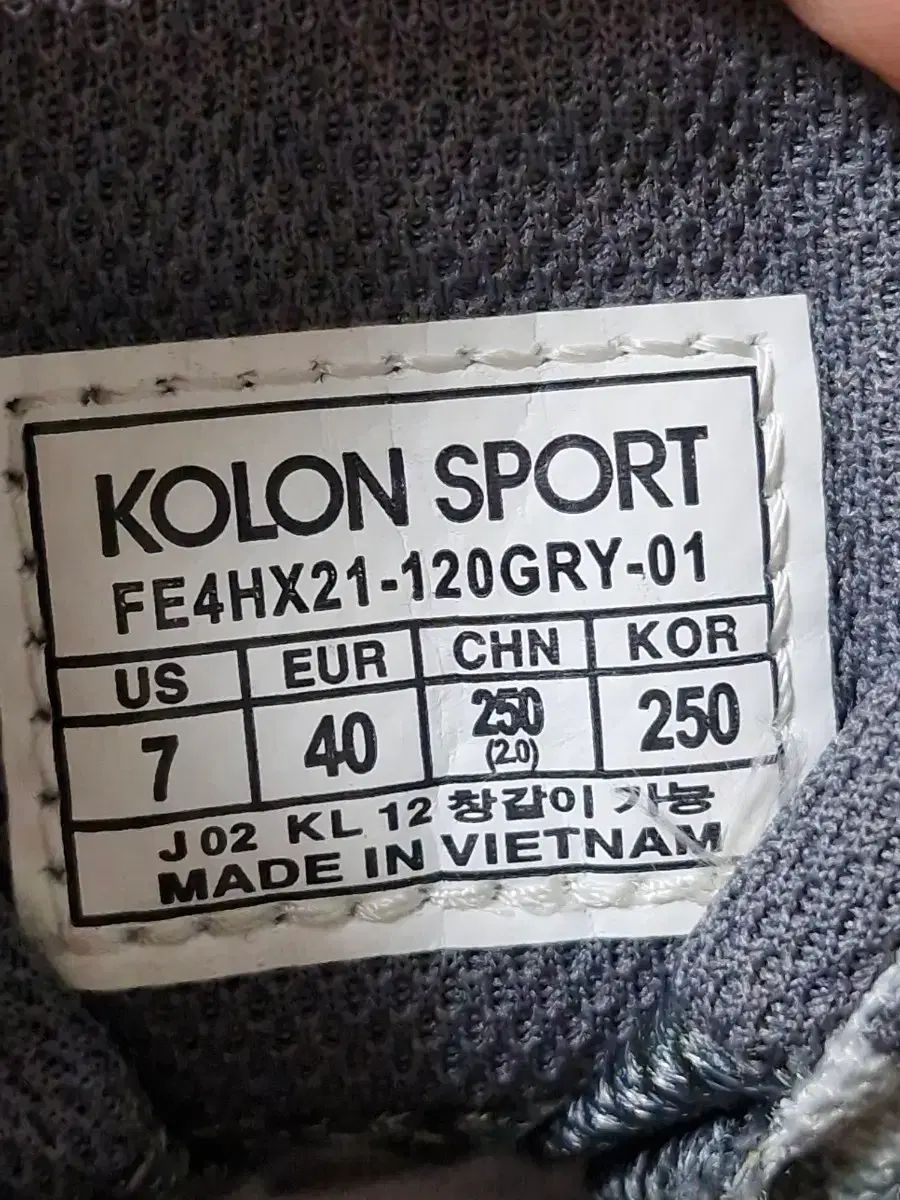 KOLON SPORT
FE4HX21-120GRY-01
US EUR CHN KOR
7 40 250 (2.0) 250
J 02 KL 12 창갈이 가능
MADE IN VIETNAM